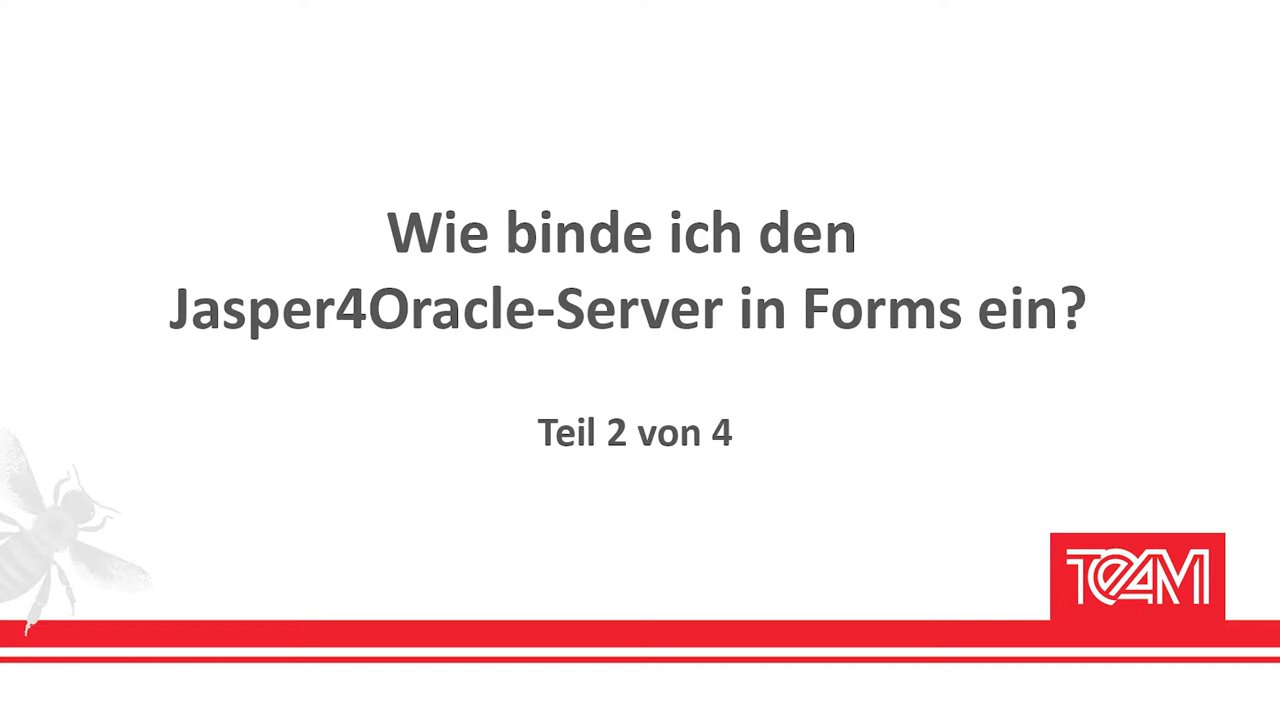 Wie binde ich den
Jasper4Oracle-Server in Forms ein?
Teil 2 von 4
TEAM